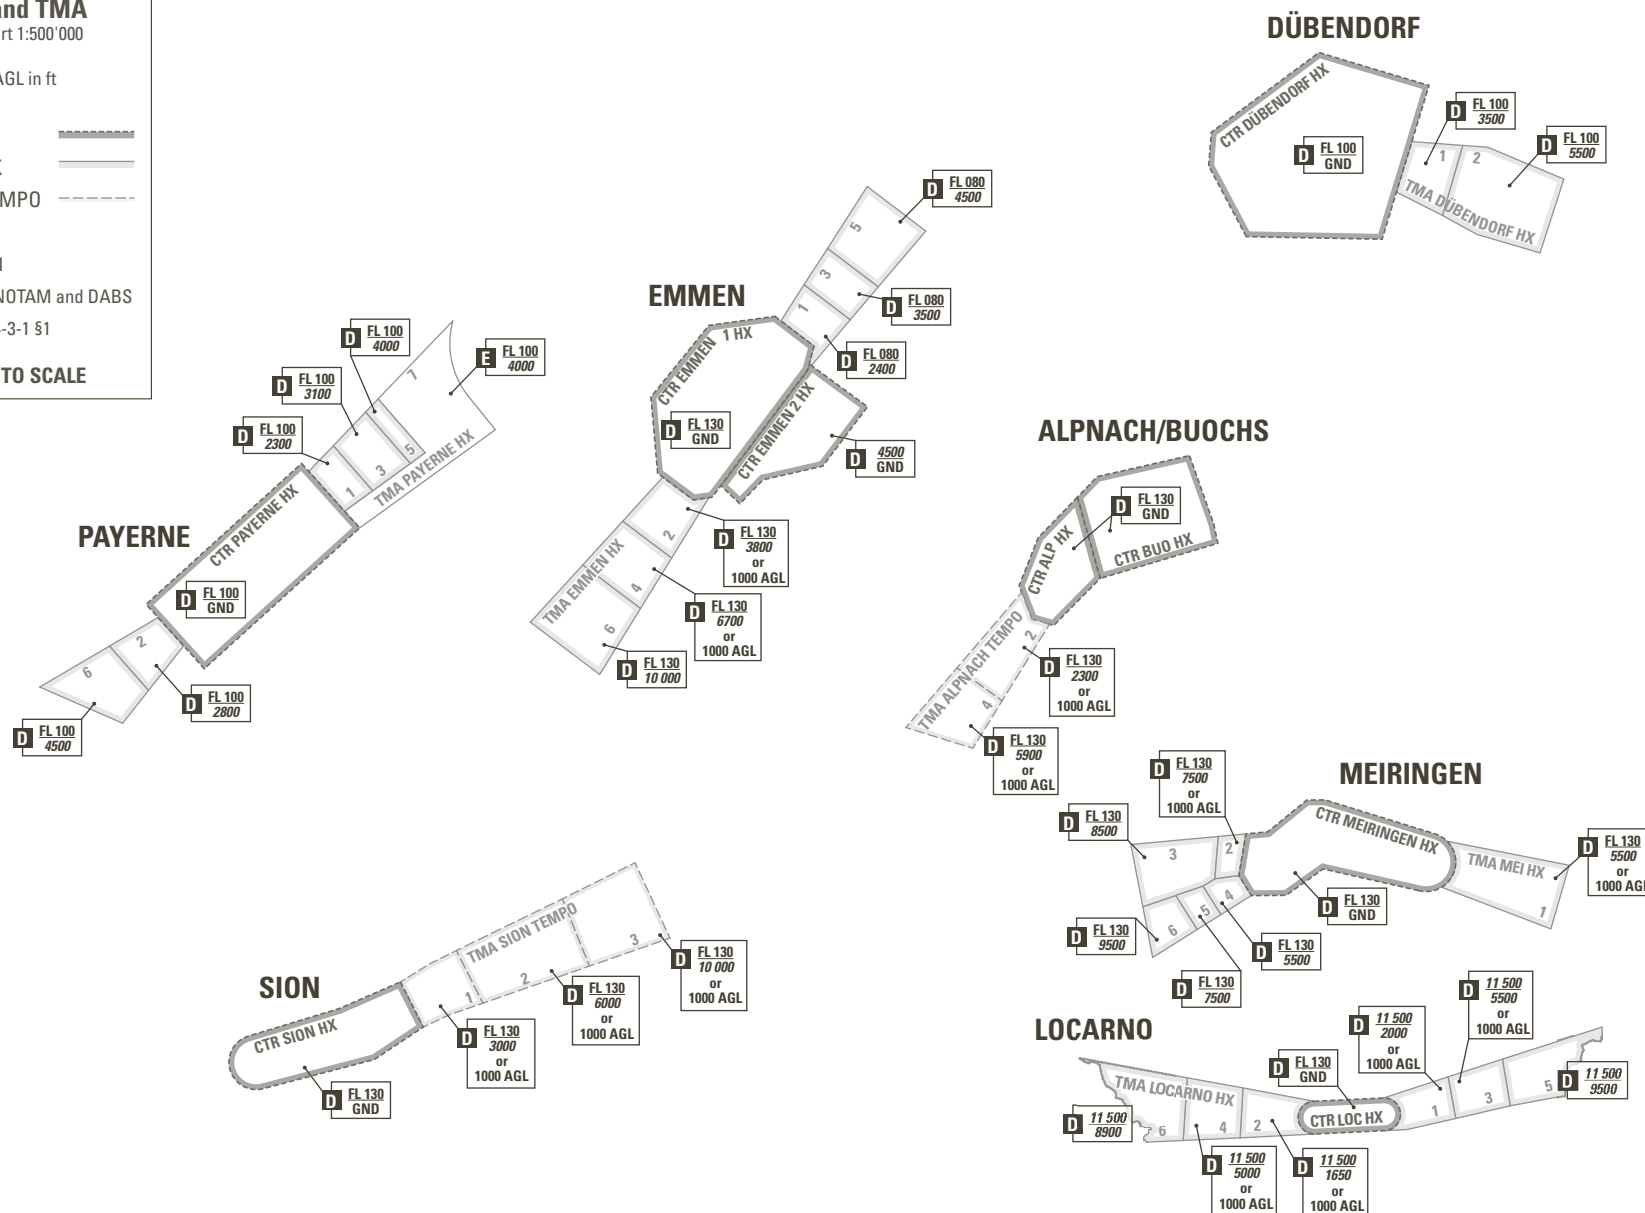 and TMA
rt 1:500'000
AGL in ft
MPO
NOTAM and DABS
-3-1 §1
TO SCALE
DÜBENDORF
CTR DÜBENDORF HX
D FL 100
GND
D FL 100
3500
D FL 100
5500
1
2
TMA DÜBENDORF HX
EMMEN
D FL 080
4500
D FL 080
3500
D FL 080
2400
5
3
1
CTR EMMEN 1 HX
D FL 130
GND
CTR EMMEN 2 HX
D 4500
GND
TMA EMMEN HX
2
4
6
D FL 130
3800
or
1000 AGL
D FL 130
6700
or
1000 AGL
D FL 130
10 000
PAYERNE
D FL 100
4000
E FL 100
4000
D FL 100
3100
D FL 100
2300
7
5
3
1
TMA PAYERNE HX
CTR PAYERNE HX
D FL 100
GND
2
6
D FL 100
2800
D FL 100
4500
ALPNACH/BUOCHS
D FL 130
GND
CTR ALP HX
CTR BUO HX
TMA ALPNACH TEMPO
2
4
D FL 130
2300
or
1000 AGL
D FL 130
5900
or
1000 AGL
MEIRINGEN
D FL 130
7500
or
1000 AGL
D FL 130
8500
CTR MEIRINGEN HX
TMA MEI HX
1
D FL 130
5500
or
1000 AGL
3
2
4
5
6
D FL 130
GND
D FL 130
9500
D FL 130
5500
D FL 130
7500
SION
CTR SION HX
D FL 130
GND
TMA SION TEMPO
1
2
3
D FL 130
3000
or
1000 AGL
D FL 130
6000
or
1000 AGL
D FL 130
10 000
or
1000 AGL
LOCARNO
D 11 500
5500
or
1000 AGL
D 11 500
2000
or
1000 AGL
D FL 130
GND
TMA LOCARNO HX
CTR LOC HX
6
4
2
1
3
5
D 11 500
9500
D 11 500
8900
D 11 500
5000
or
1000 AGL
D 11 500
1650
or
1000 AGL